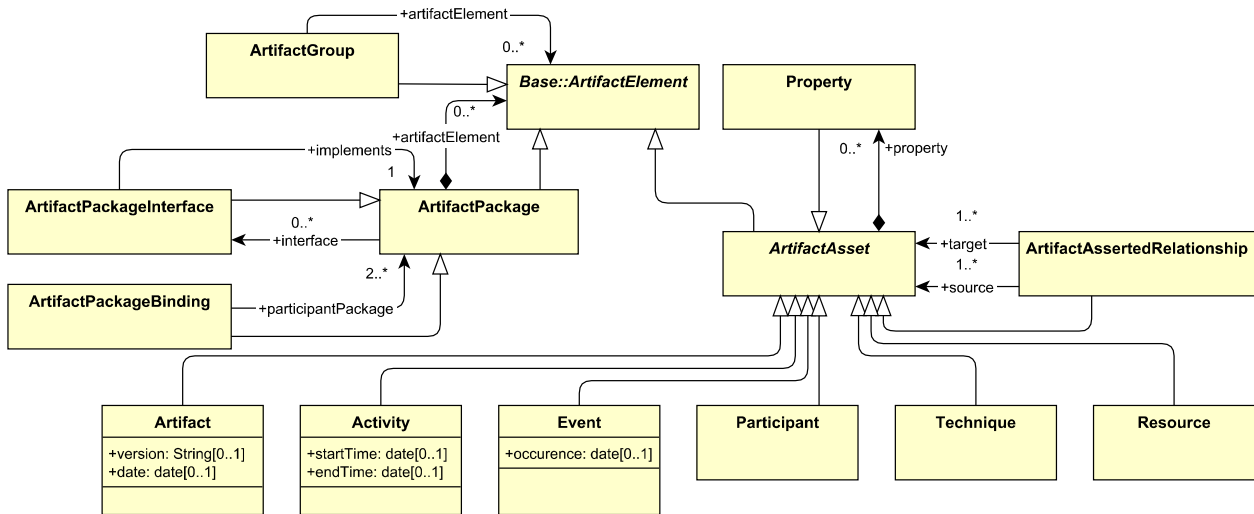 +artifactElement
ArtifactGroup
0..*
Base::ArtifactElement
Property
0..*
+artifactElement
+implements
1
0..*
+property
ArtifactPackageInterface
ArtifactPackage
0..*
+interface
1..*
ArtifactAsset
+target
ArtifactAssertedRelationship
1..*
+source
2..*
ArtifactPackageBinding
+participantPackage
Artifact
+version: String[0..1]
+date: date[0..1]
Activity
+startTime: date[0..1]
+endTime: date[0..1]
Event
+occurence: date[0..1]
Participant
Technique
Resource